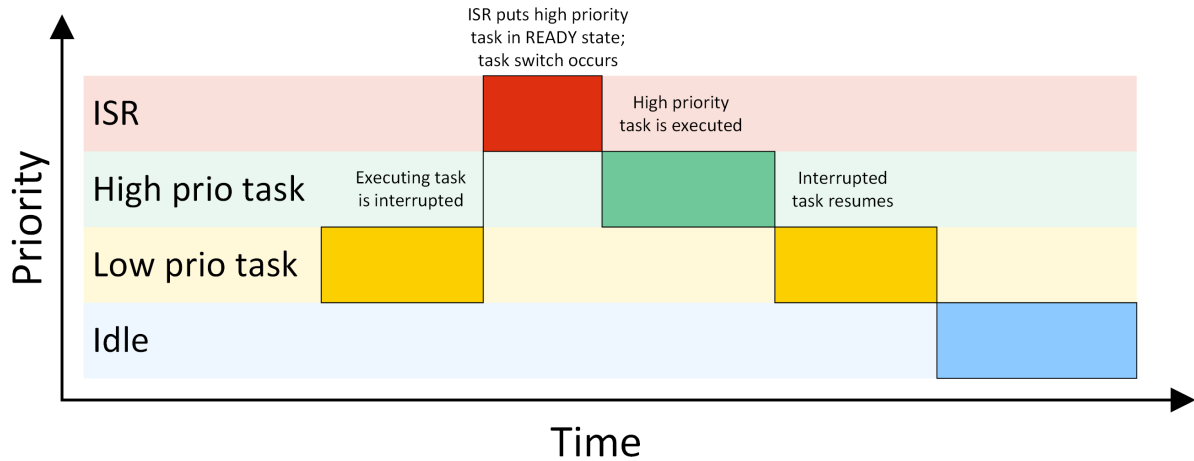 ISR puts high priority
task in READY state;
task switch occurs
ISR
High priority
task is executed
High prio task
Executing task
is interrupted
Interrupted
task resumes
Low prio task
Idle
Priority
Time